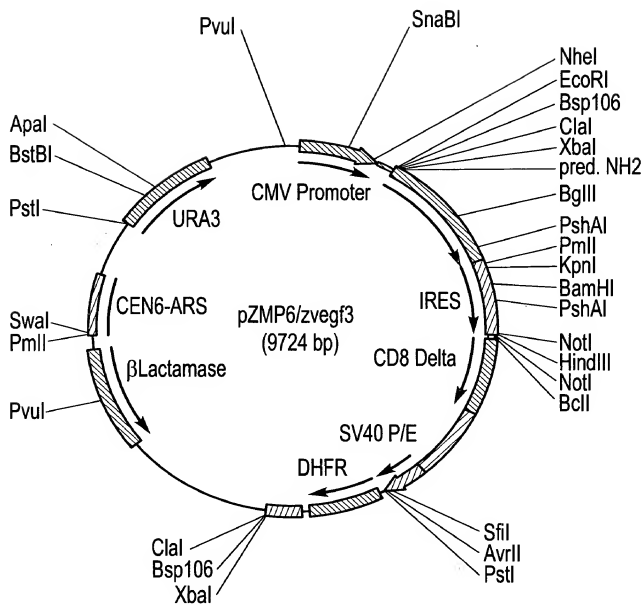 PvuI
SnaBI
NheI
EcoRI
Bsp106
ClaI
XbaI
pred. NH2
BglII
PshAI
PmlI
KpnI
BamHI
PshAI
NotI
HindIII
NotI
BclI
ApaI
BstBI
PstI
SwaI
PmlI
PvuI
CMV Promoter
URA3
CEN6-ARS
βLactamase
pZMP6/zvegf3
(9724 bp)
IRES
CD8 Delta
SV40 P/E
DHFR
SfiI
AvrII
PstI
ClaI
Bsp106
XbaI